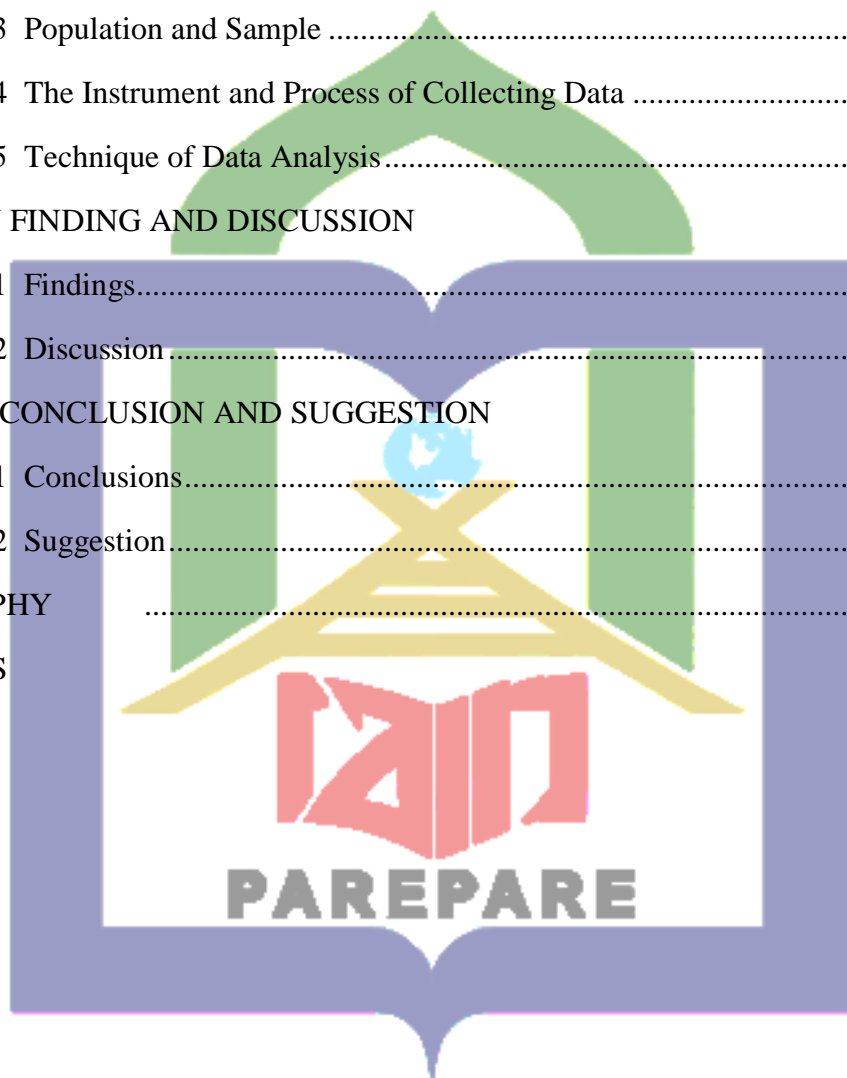 3 Population and Sample ................................................................
4 The Instrument and Process of Collecting Data ...........................
5 Technique of Data Analysis..........................................................
FINDING AND DISCUSSION
1 Findings.........................................................................................
2 Discussion.....................................................................................
CONCLUSION AND SUGGESTION
1 Conclusions...................................................................................
2 Suggestion.....................................................................................
PHY ........................................................................................
S
iain
PAREPARE